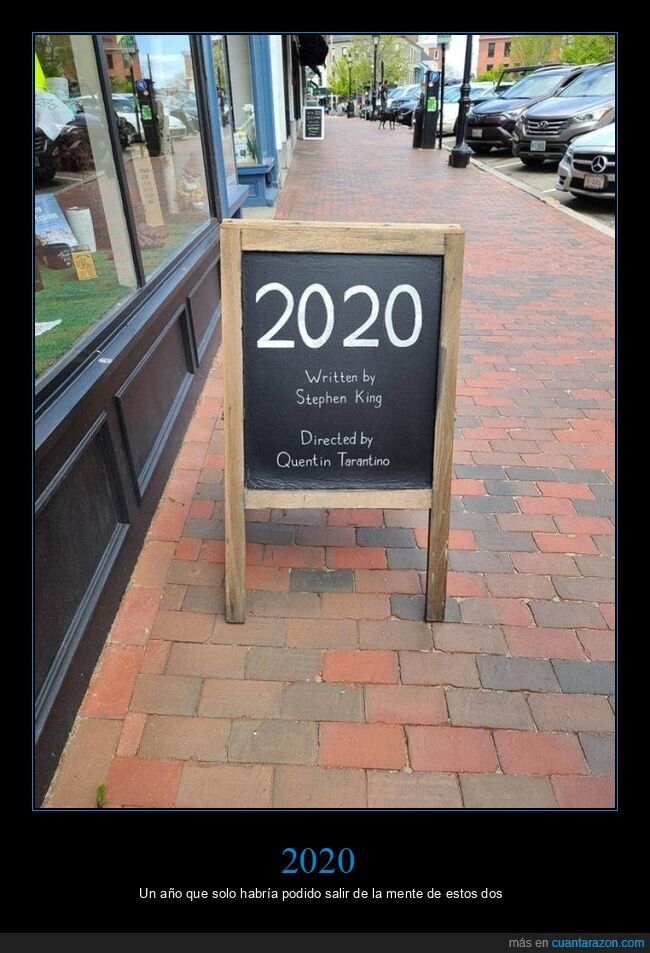 2020
Written by
Stephen King
Directed by
Quentin Tarantino
2020
Un año que solo habría podido salir de la mente de estos dos
más en cuantarazon.com